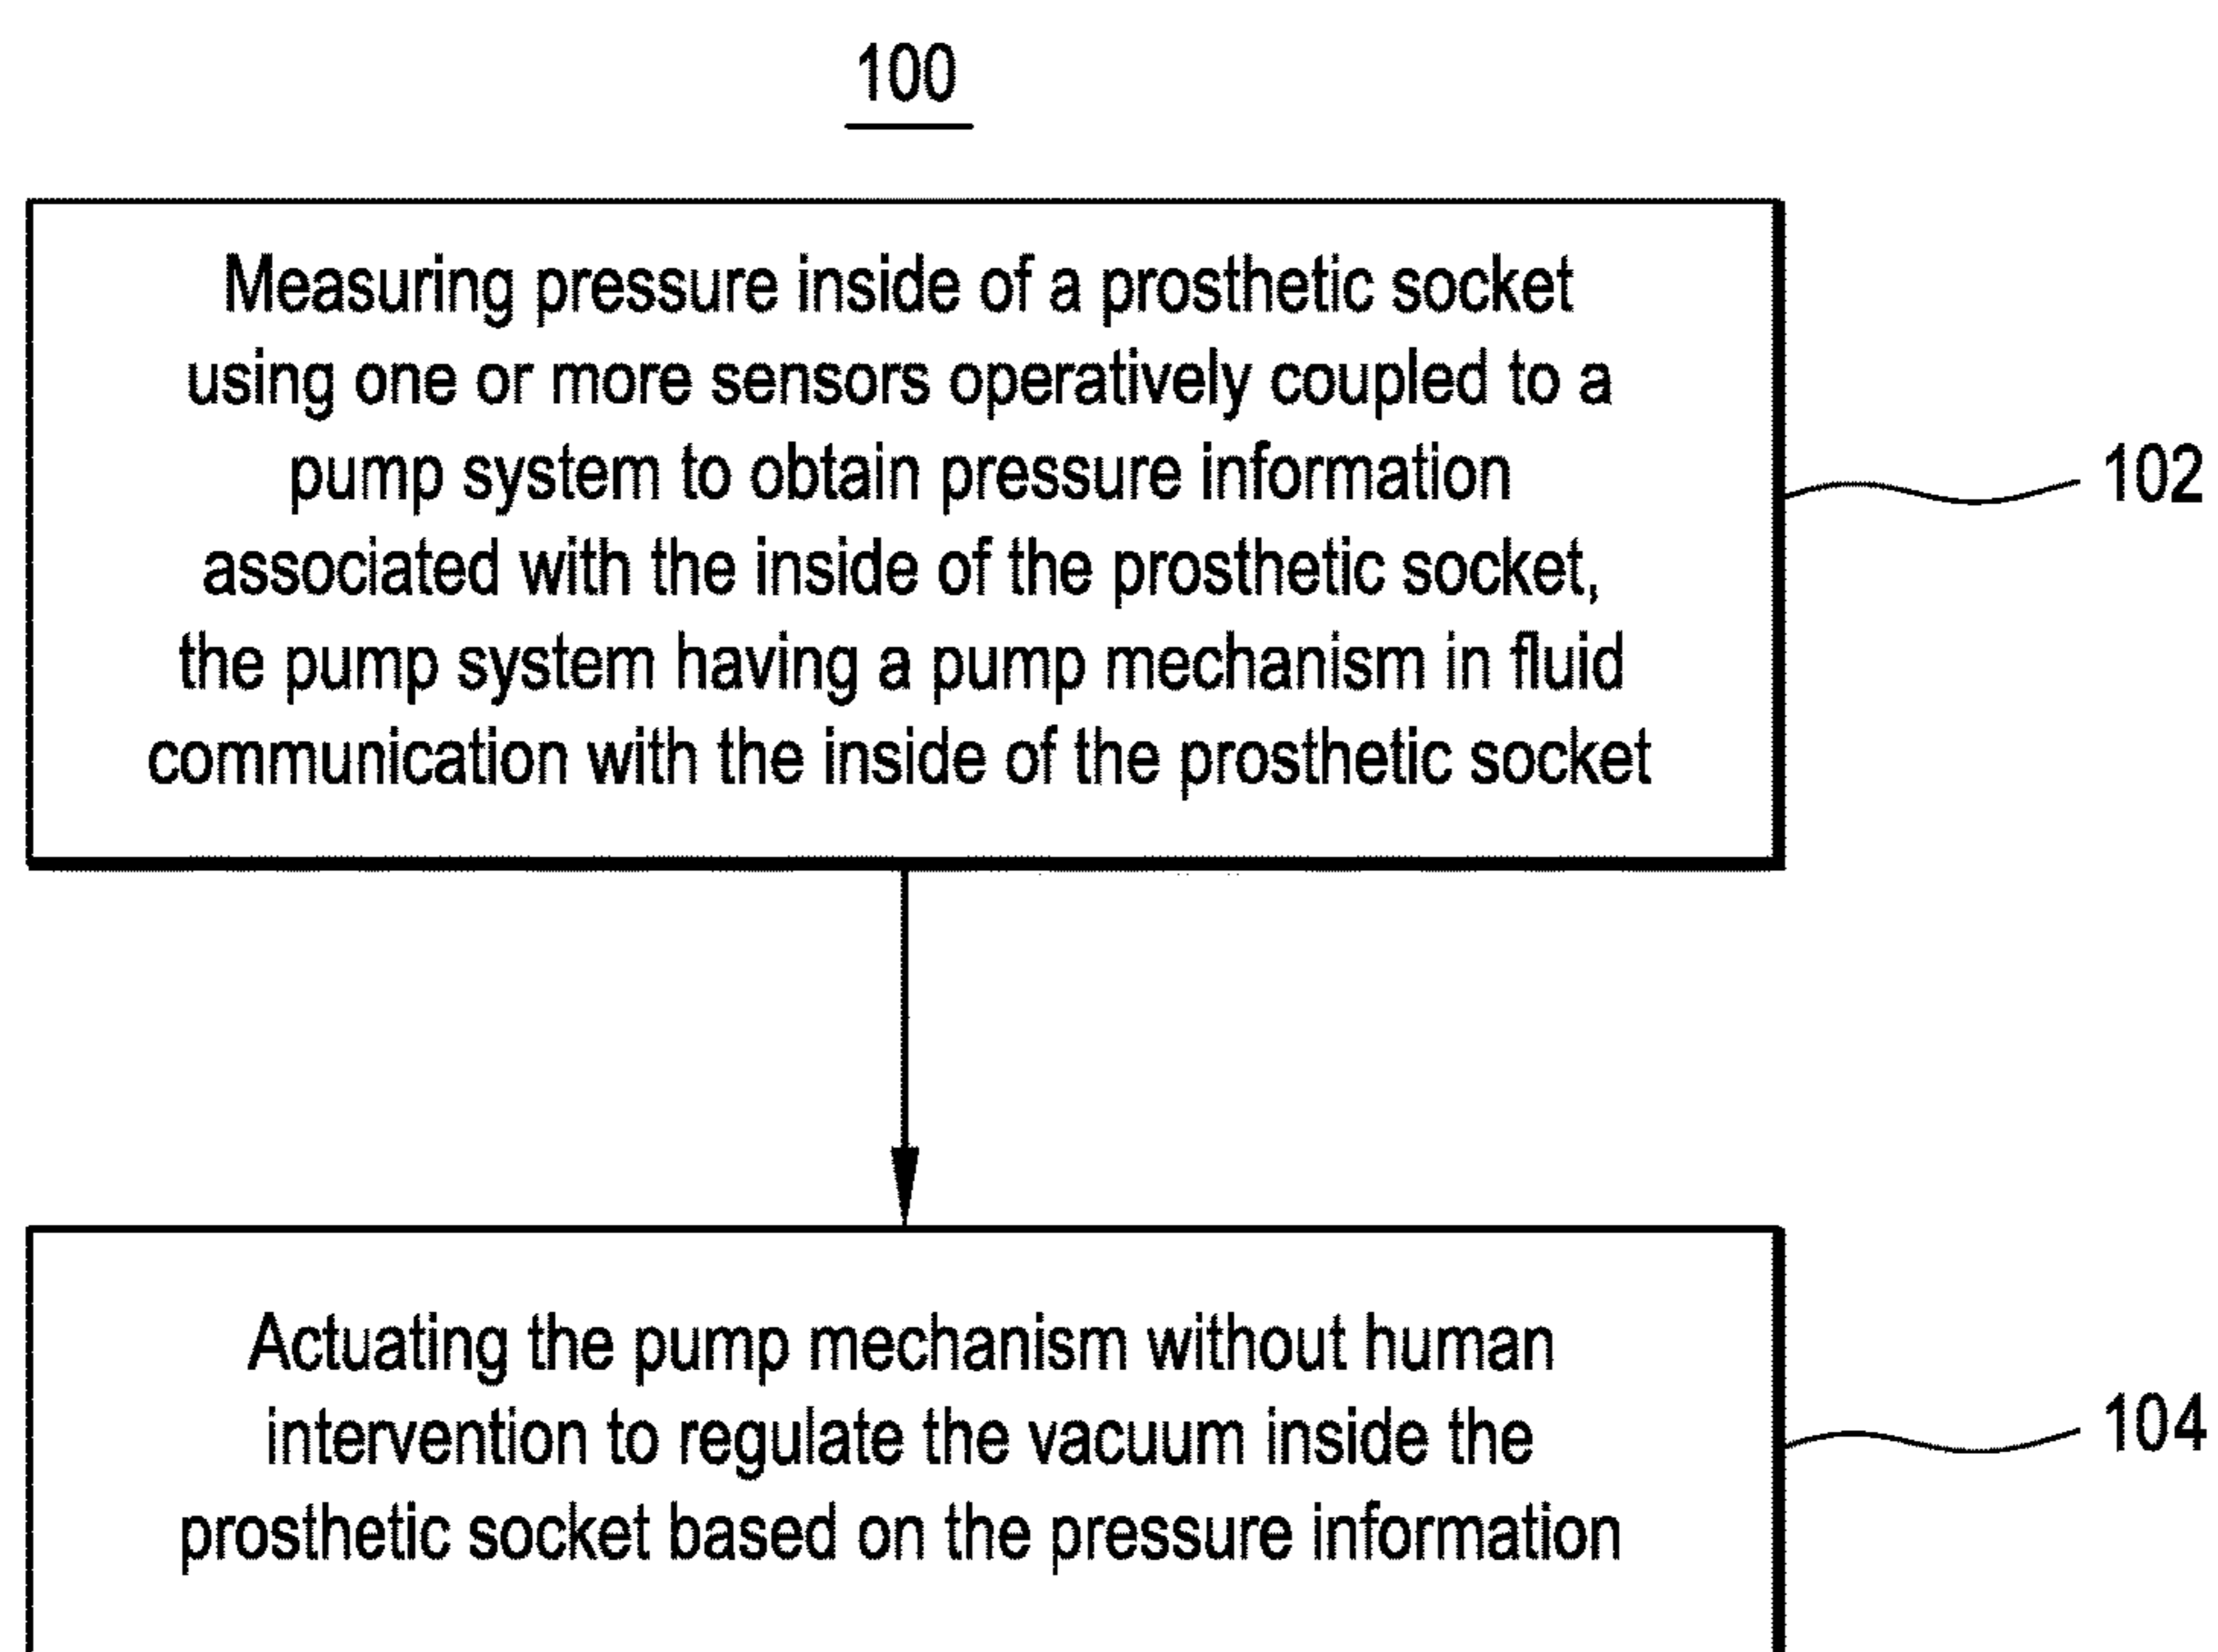 100
Measuring pressure inside of a prosthetic socket
using one or more sensors operatively coupled to a
pump system to obtain pressure information
associated with the inside of the prosthetic socket,
the pump system having a pump mechanism in fluid
communication with the inside of the prosthetic socket
102
Actuating the pump mechanism without human
intervention to regulate the vacuum inside the
prosthetic socket based on the pressure information
104